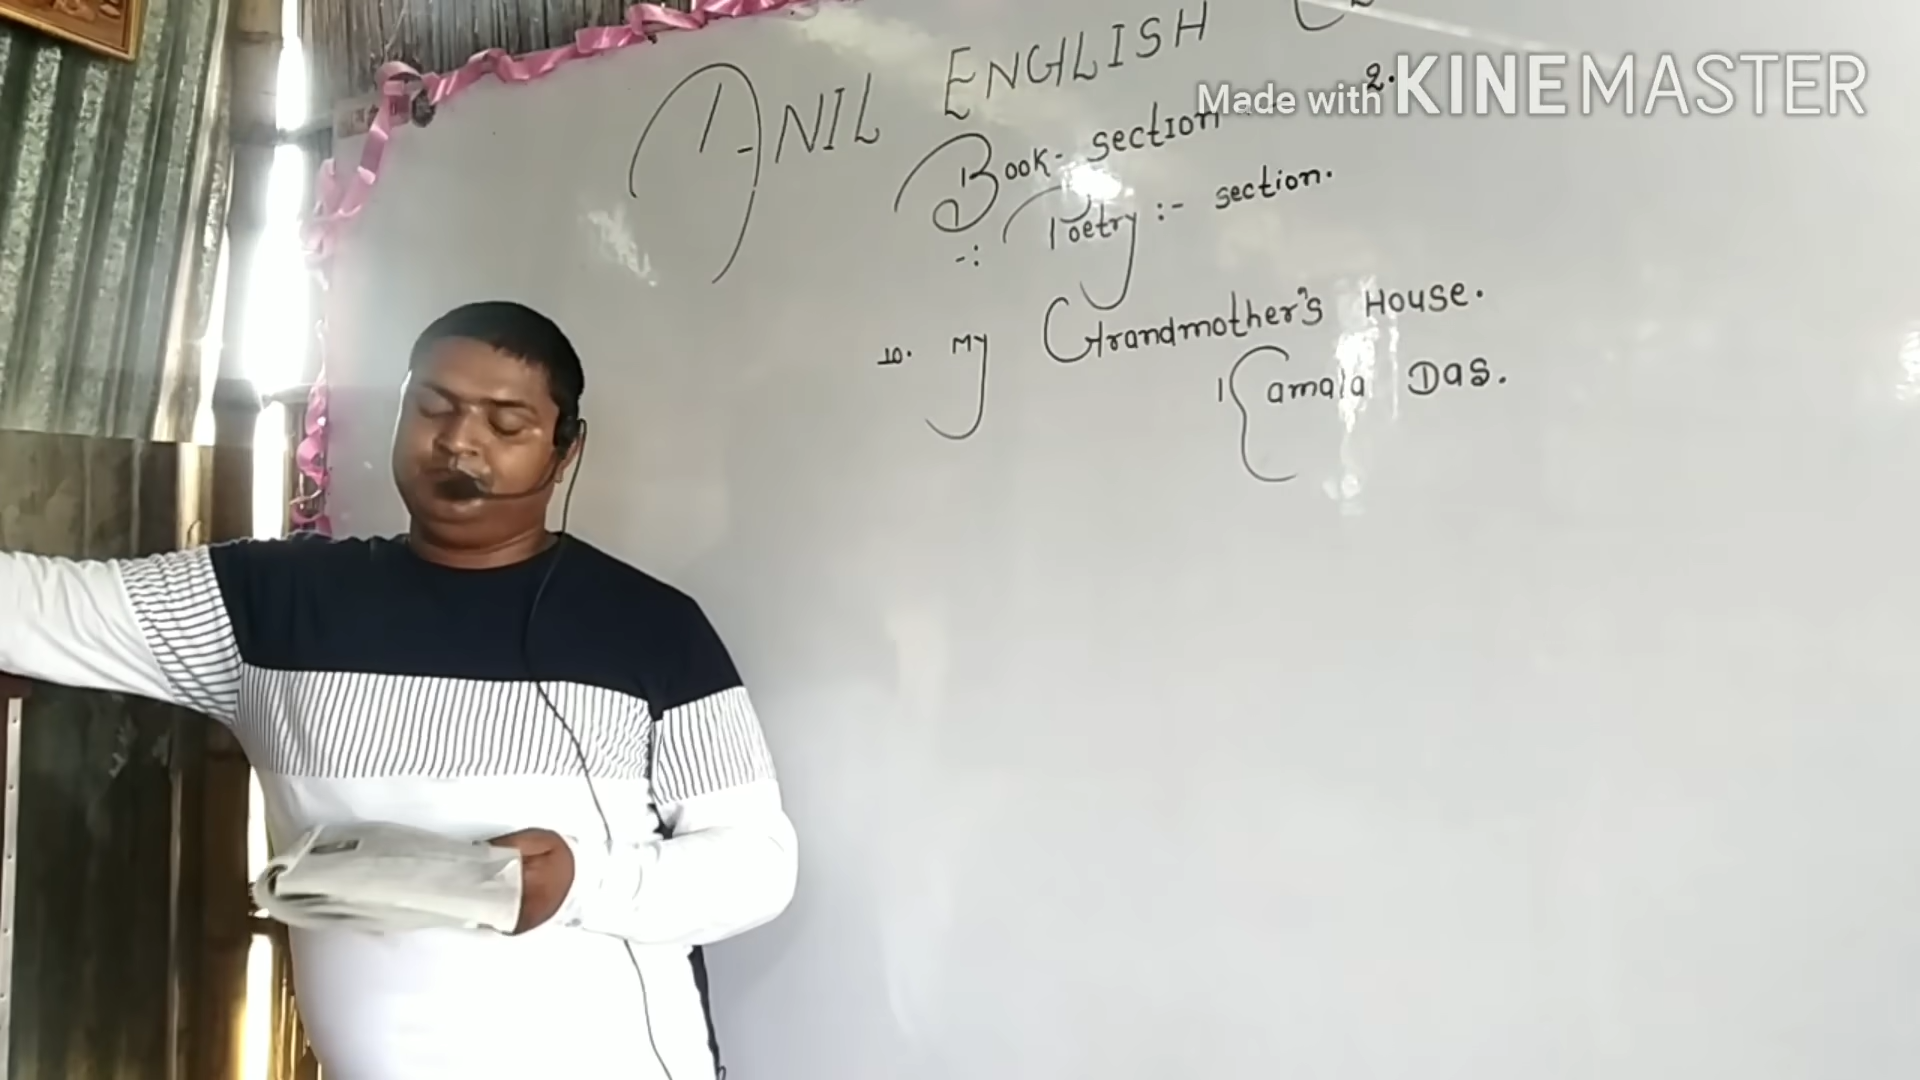 ANIL ENGLISH
Made with KINEMASTER
Book- section - 2.
-: Poetry :- section.
10. My Grandmother's House.
Kamala Das.